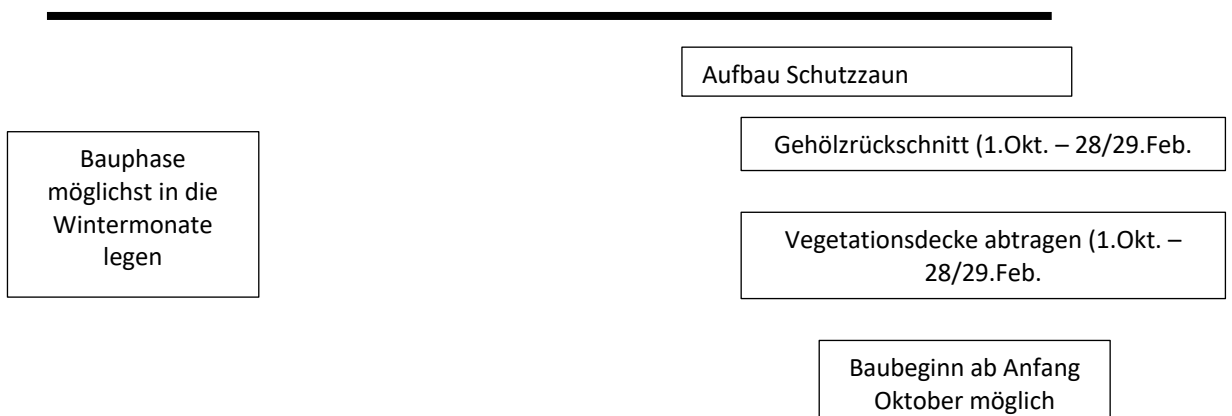 Aufbau Schutzzaun
Gehölzrückschnitt (1.Okt. – 28/29.Feb.
Bauphase
möglichst in die
Wintermonate
legen
Vegetationsdecke abtragen (1.Okt. –
28/29.Feb.
Baubeginn ab Anfang
Oktober möglich